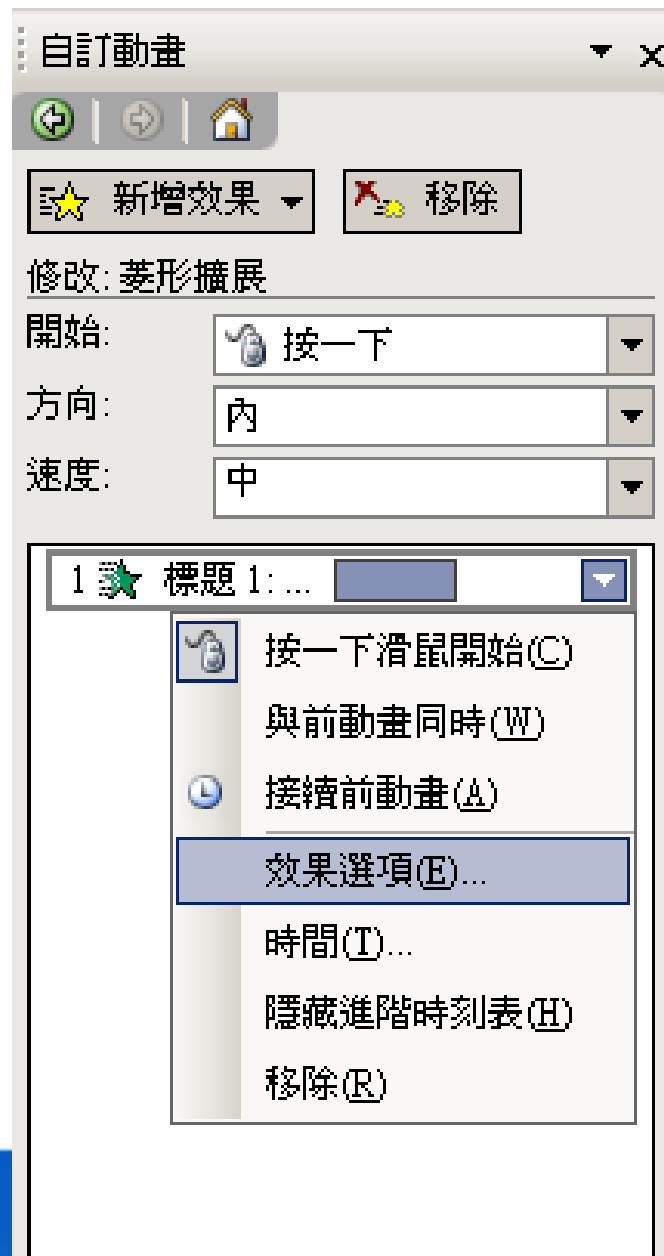 自訂動畫
新增效果 移除
修改: 菱形擴展
開始: 按一下
方向: 內
速度: 中
1 標題 1: ...
按一下滑鼠開始(C)
與前動畫同時(W)
接續前動畫(A)
效果選項(E)...
時間(T)...
隱藏進階時刻表(H)
移除(R)